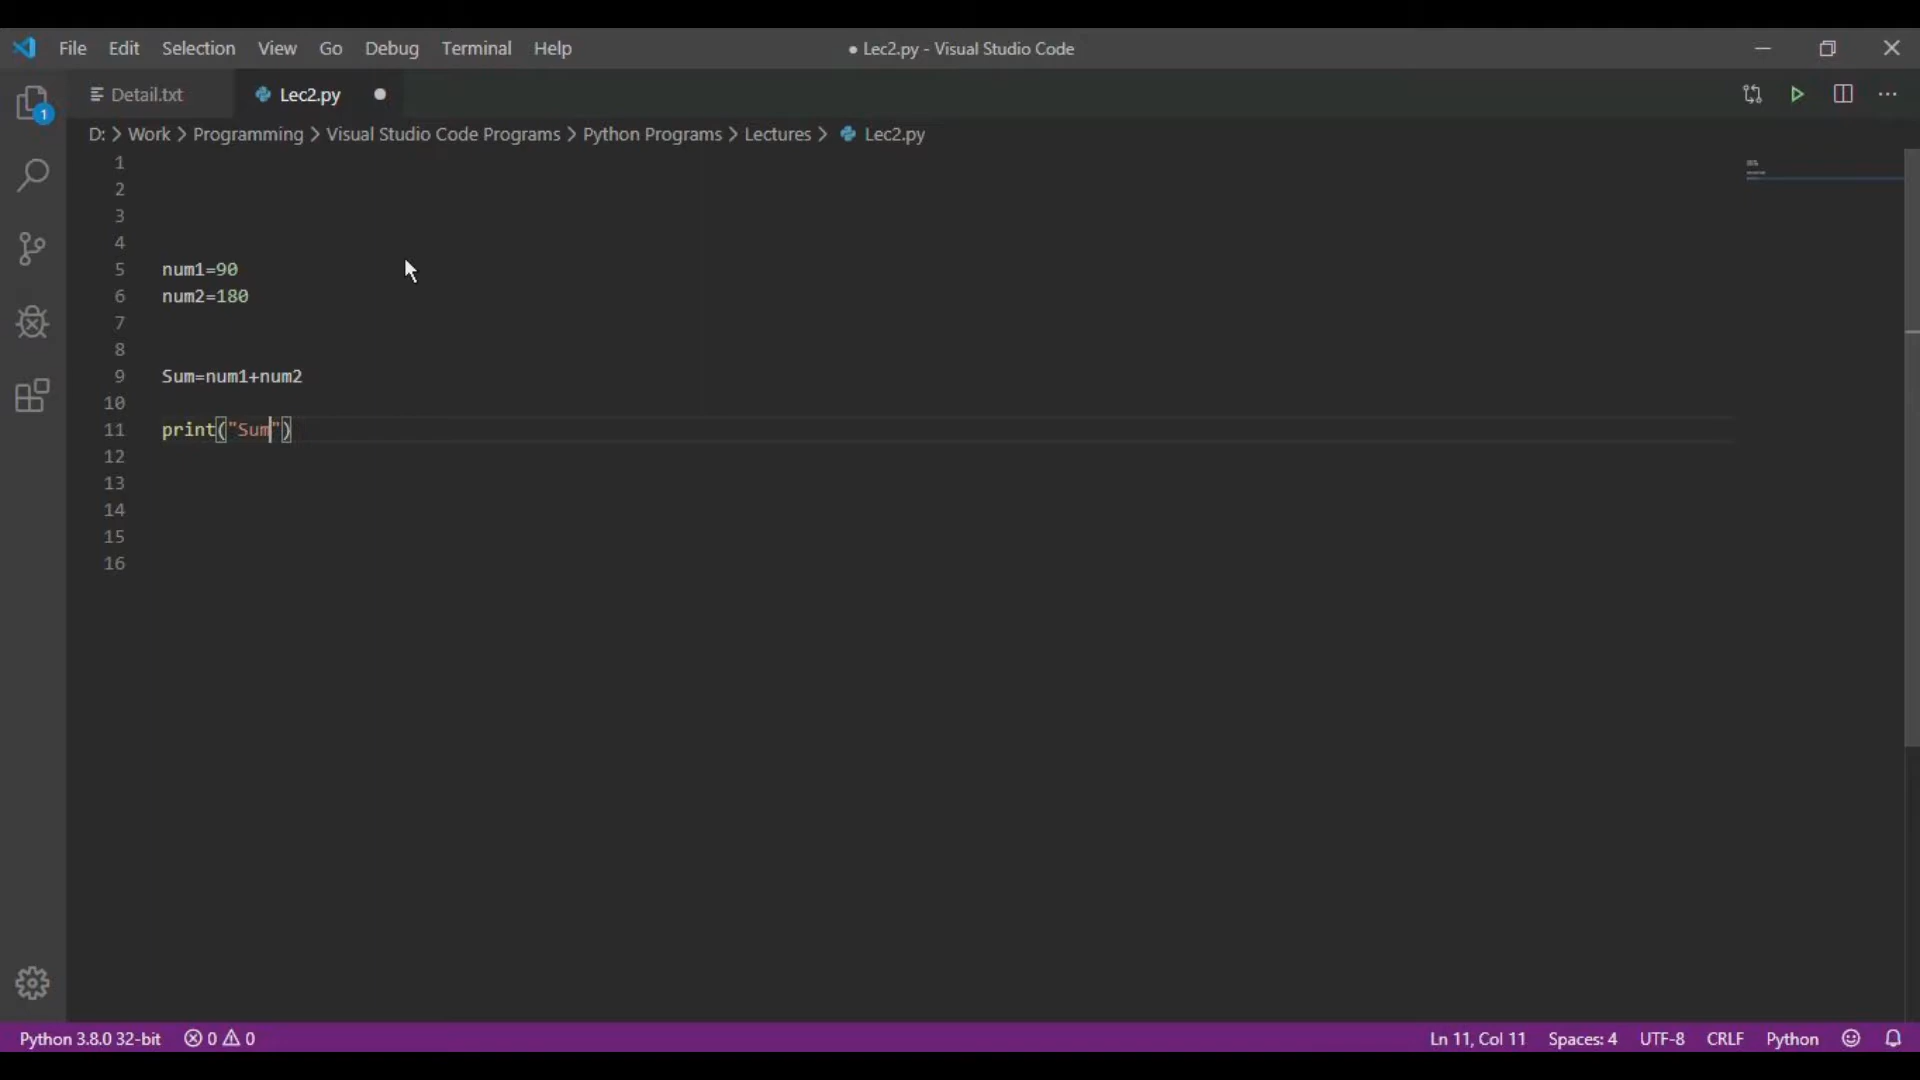 File Edit Selection View Go Debug Terminal Help ● Lec2.py - Visual Studio Code
Detail.txt Lec2.py
1
D: > Work > Programming > Visual Studio Code Programs > Python Programs > Lectures > Lec2.py
1
2
3
4
5 num1=90
6 num2=180
7
8
9 Sum=num1+num2
10
11 print("Sum")
12
13
14
15
16
Python 3.8.0 32-bit 0 0 Ln 11, Col 11 Spaces: 4 UTF-8 CRLF Python